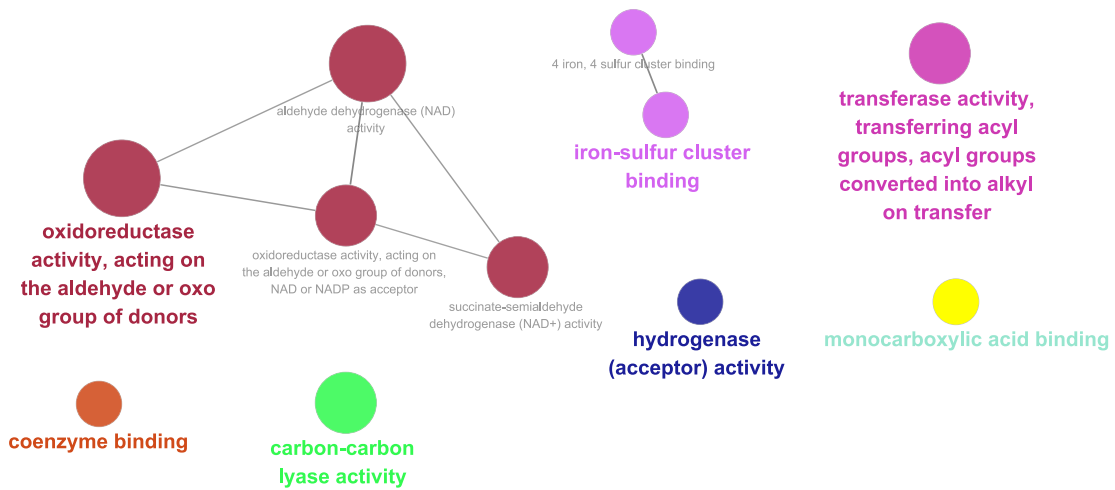 4 iron, 4 sulfur cluster binding
aldehyde dehydrogenase (NAD)
activity
transferase activity,
transferring acyl
groups, acyl groups
converted into alkyl
on transfer
iron-sulfur cluster
binding
oxidoreductase
activity, acting on
the aldehyde or oxo
group of donors
oxidoreductase activity, acting on
the aldehyde or oxo group of donors,
NAD or NADP as acceptor
succinate-semialdehyde
dehydrogenase (NAD+) activity
hydrogenase
(acceptor) activity
monocarboxylic acid binding
coenzyme binding
carbon-carbon
lyase activity